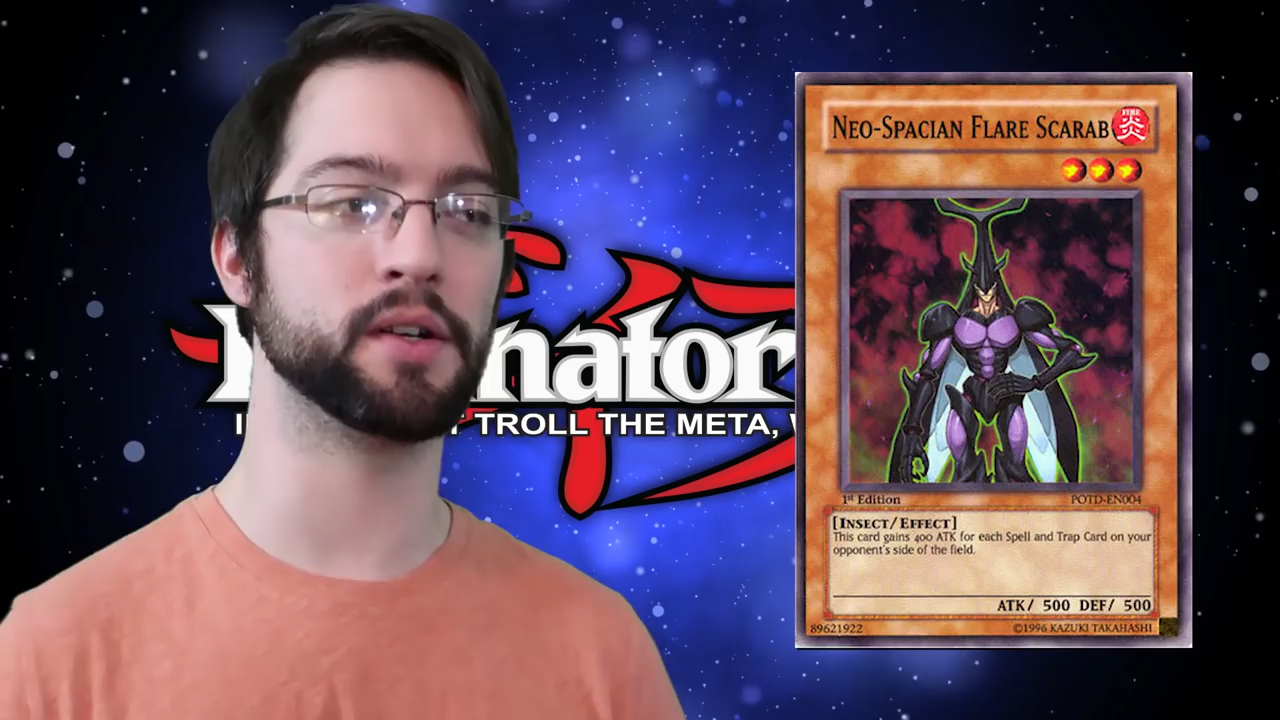 NEO-SPACIAN FLARE SCARAB
FIRE
炎
nator
TROLL THE META,
1st Edition
POTD-EN004
[INSECT/EFFECT]
This card gains 400 ATK for each Spell and Trap Card on your
opponent's side of the field.
ATK/ 500 DEF/ 500
89621922
©1996 KAZUKI TAKAHASHI